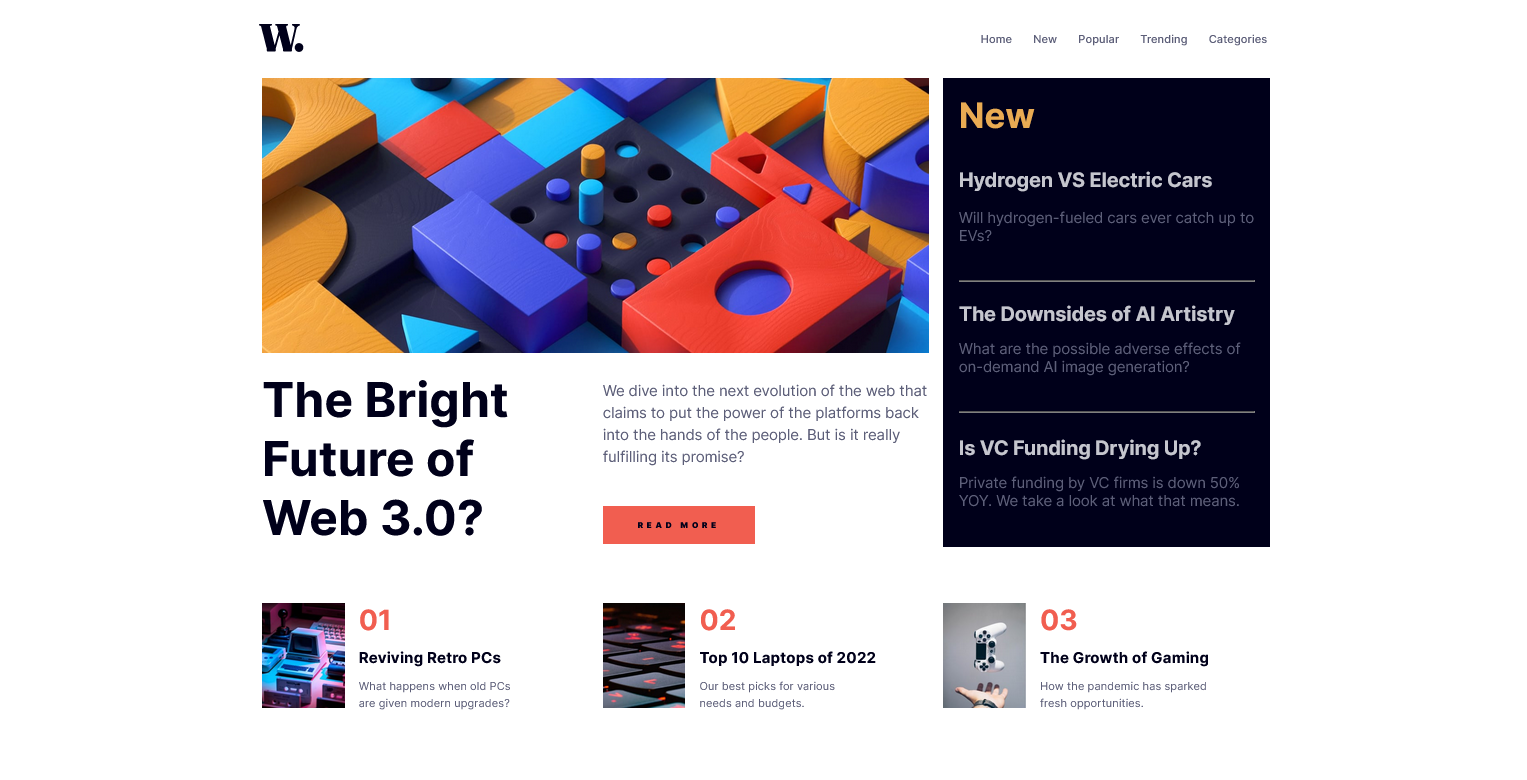 W.
Home New Popular Trending Categories
The Bright
Future of
Web 3.0?
We dive into the next evolution of the web that
claims to put the power of the platforms back
into the hands of the people. But is it really
fulfilling its promise?
READ MORE
New
Hydrogen VS Electric Cars
Will hydrogen-fueled cars ever catch up to
EVs?
The Downsides of AI Artistry
What are the possible adverse effects of
on-demand AI image generation?
Is VC Funding Drying Up?
Private funding by VC firms is down 50%
YOY. We take a look at what that means.
01
Reviving Retro PCs
What happens when old PCs
are given modern upgrades?
02
Top 10 Laptops of 2022
Our best picks for various
needs and budgets.
03
The Growth of Gaming
How the pandemic has sparked
fresh opportunities.